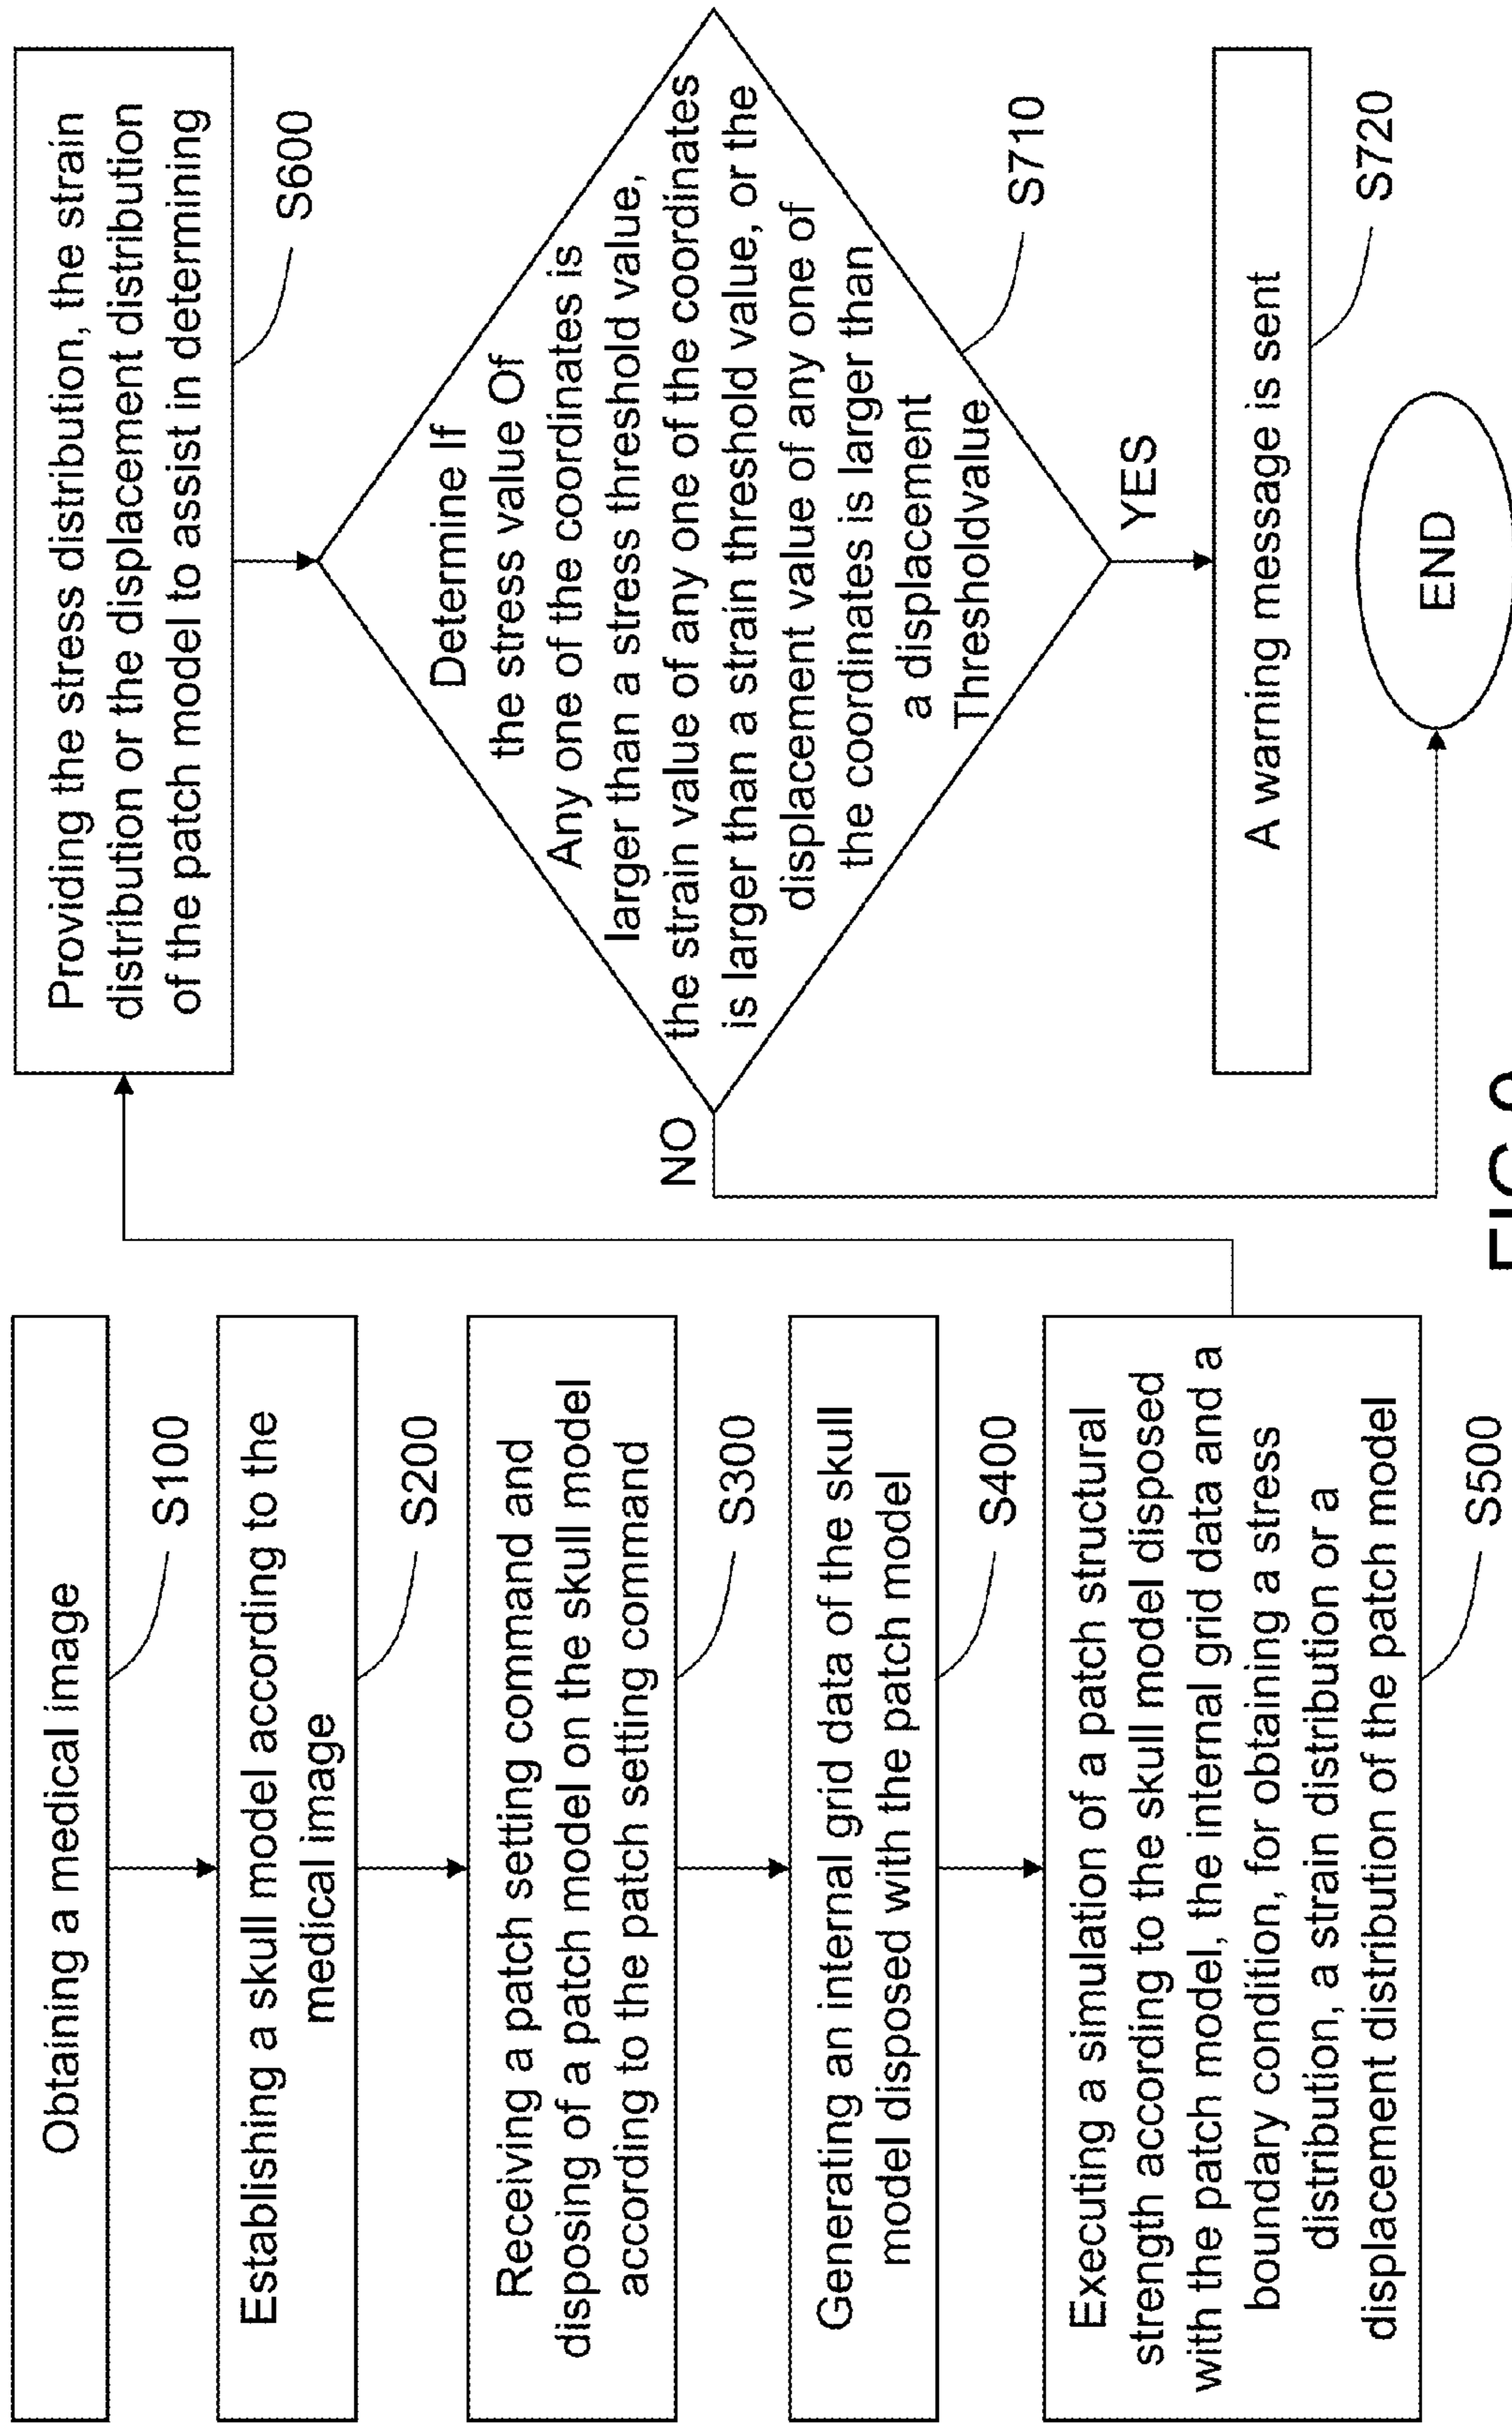 Obtaining a medical image
S100
Establishing a skull model according to the
medical image
S200
Receiving a patch setting command and
disposing of a patch model on the skull model
according to the patch setting command
S300
Generating an internal grid data of the skull
model disposed with the patch model
S400
Executing a simulation of a patch structural
strength according to the skull model disposed
with the patch model, the internal grid data and a
boundary condition, for obtaining a stress
distribution, a strain distribution or a
displacement distribution of the patch model
S500
Providing the stress distribution, the strain
distribution or the displacement distribution
of the patch model to assist in determining
S600
Determine If
the stress value Of
Any one of the coordinates is
larger than a stress threshold value,
the strain value of any one of the coordinates
is larger than a strain threshold value, or the
displacement value of any one of
the coordinates is larger than
a displacement
Thresholdvalue
S710
NO
YES
A warning message is sent
S720
END